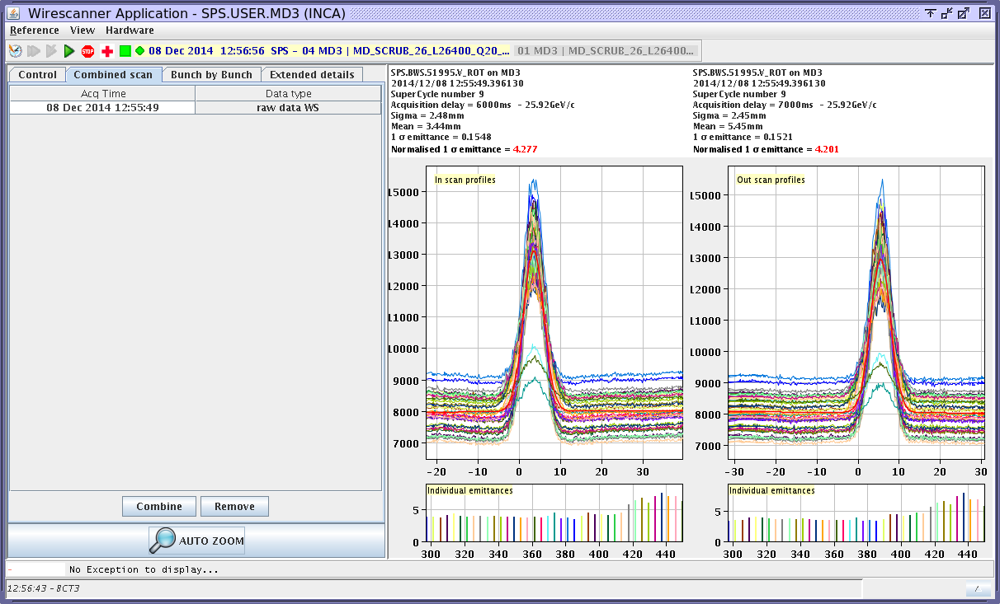 Wirescanner Application - SPS.USER.MD3 (INCA)
Reference View Hardware
STOP 08 Dec 2014 12:56:56 SPS - 04 MD3 | MD_SCRUB_26_L26400_Q20_... 01 MD3 | MD_SCRUB_26_L26400...
Control Combined scan Bunch by Bunch Extended details
Acq Time Data type
08 Dec 2014 12:55:49 raw data WS
Combine Remove
AUTO ZOOM
SPS.BWS.51995.V_ROT on MD3
2014/12/08 12:55:49.396130
SuperCycle number 9
Acquisition delay = 6000ms - 25.92GeV/c
Sigma = 2.48mm
Mean = 3.44mm
1 σ emittance = 0.1548
Normalised 1 σ emittance = 4.277
In scan profiles
15000
14000
13000
12000
11000
10000
9000
8000
7000
-20 -10 0 10 20 30
Individual emittances
5
0
300 320 340 360 380 400 420 440
SPS.BWS.51995.V_ROT on MD3
2014/12/08 12:55:49.396130
SuperCycle number 9
Acquisition delay = 7000ms - 25.92GeV/c
Sigma = 2.45mm
Mean = 5.45mm
1 σ emittance = 0.1521
Normalised 1 σ emittance = 4.201
Out scan profiles
15000
14000
13000
12000
11000
10000
9000
8000
7000
-30 -20 -10 0 10 20 30
Individual emittances
5
0
300 320 340 360 380 400 420 440
- No Exception to display...
12:56:43 - BCT3